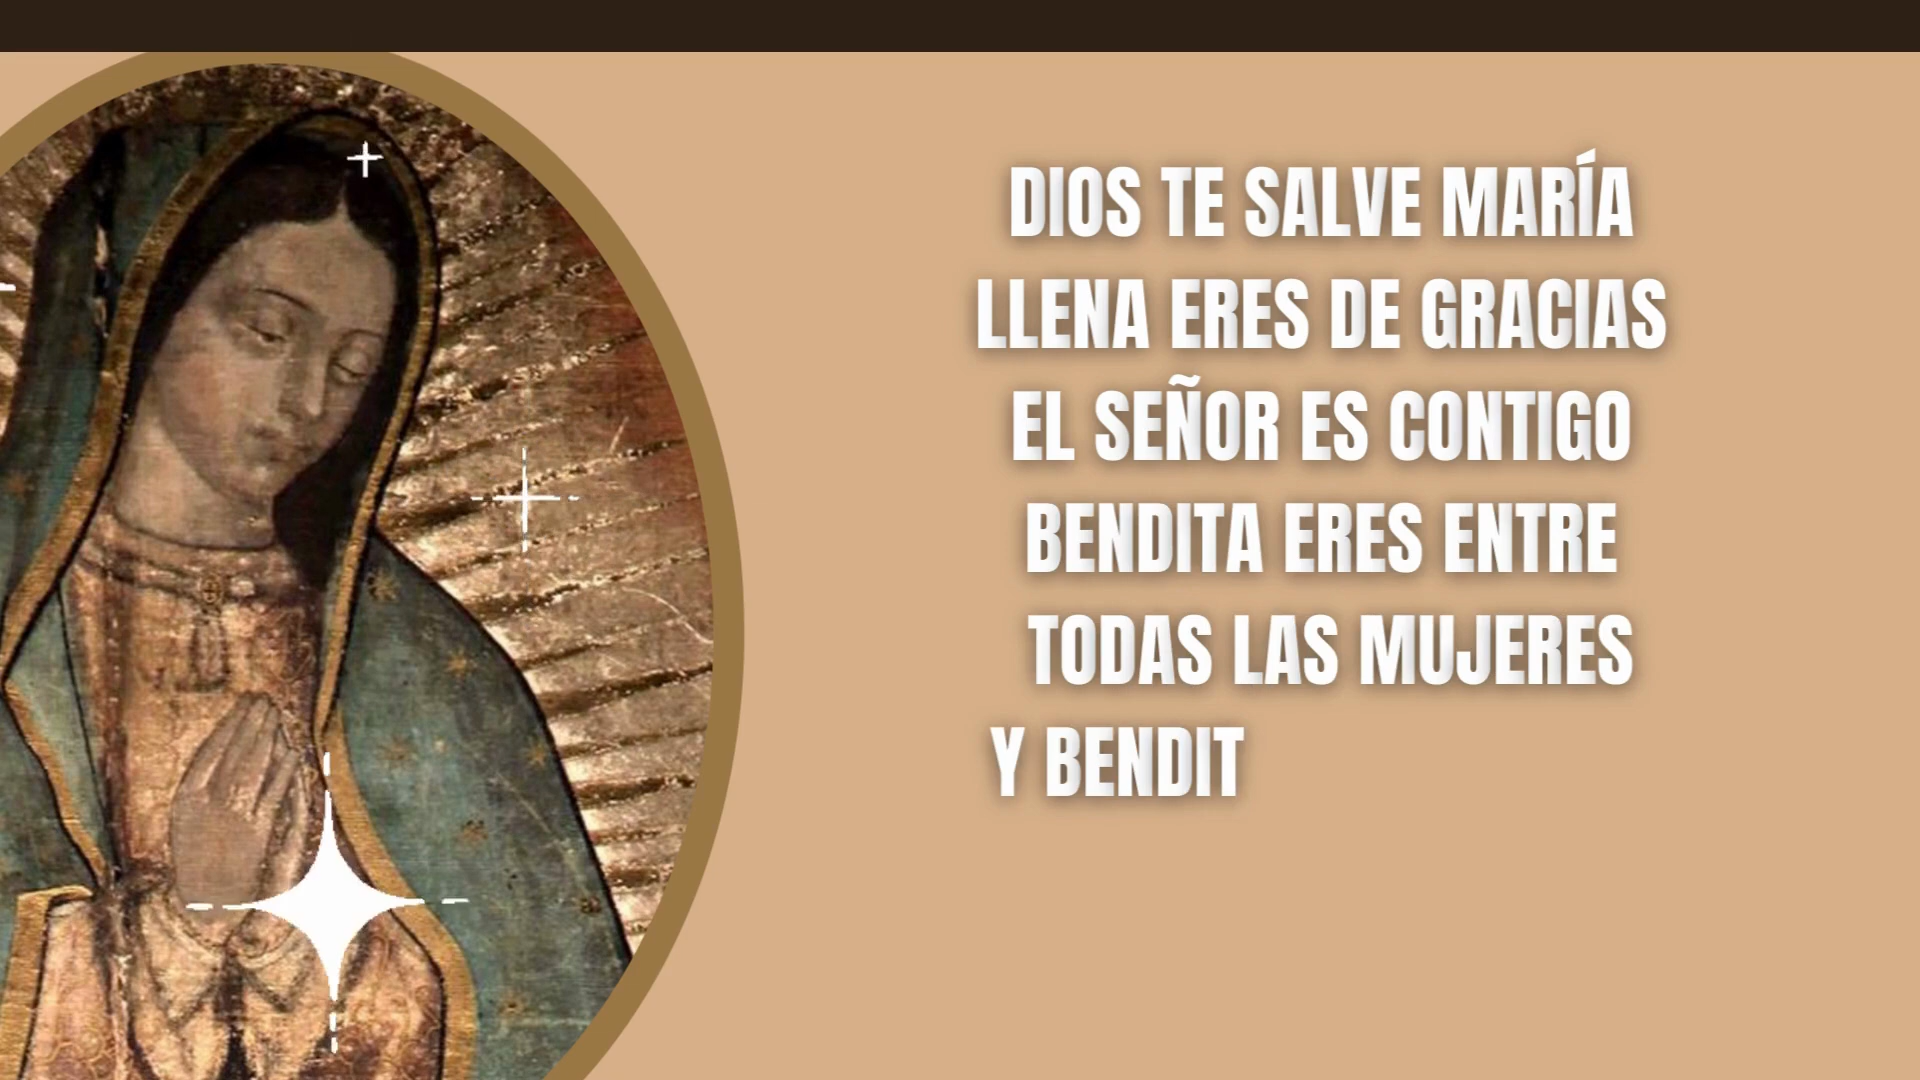 DIOS TE SALVE MARÍA
LLENA ERES DE GRACIAS
EL SEÑOR ES CONTIGO
BENDITA ERES ENTRE
TODAS LAS MUJERES
Y BENDIT